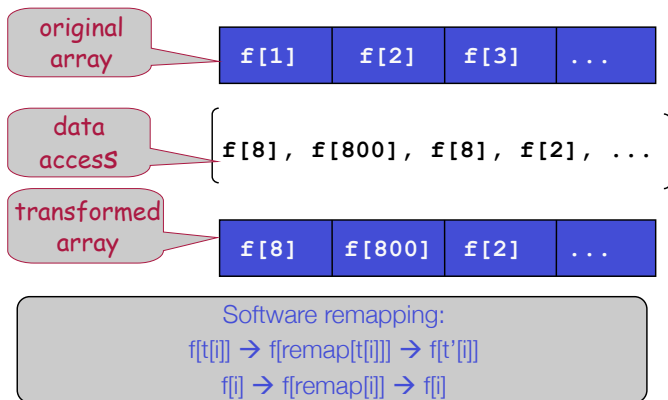 original
array
f[1] f[2] f[3] ...
data
access
f[8], f[800], f[8], f[2], ...
transformed
array
f[8] f[800] f[2] ...
Software remapping:
f[t[i]] → f[remap[t[i]]] → f[t'[i]]
f[i] → f[remap[i]] → f[i]